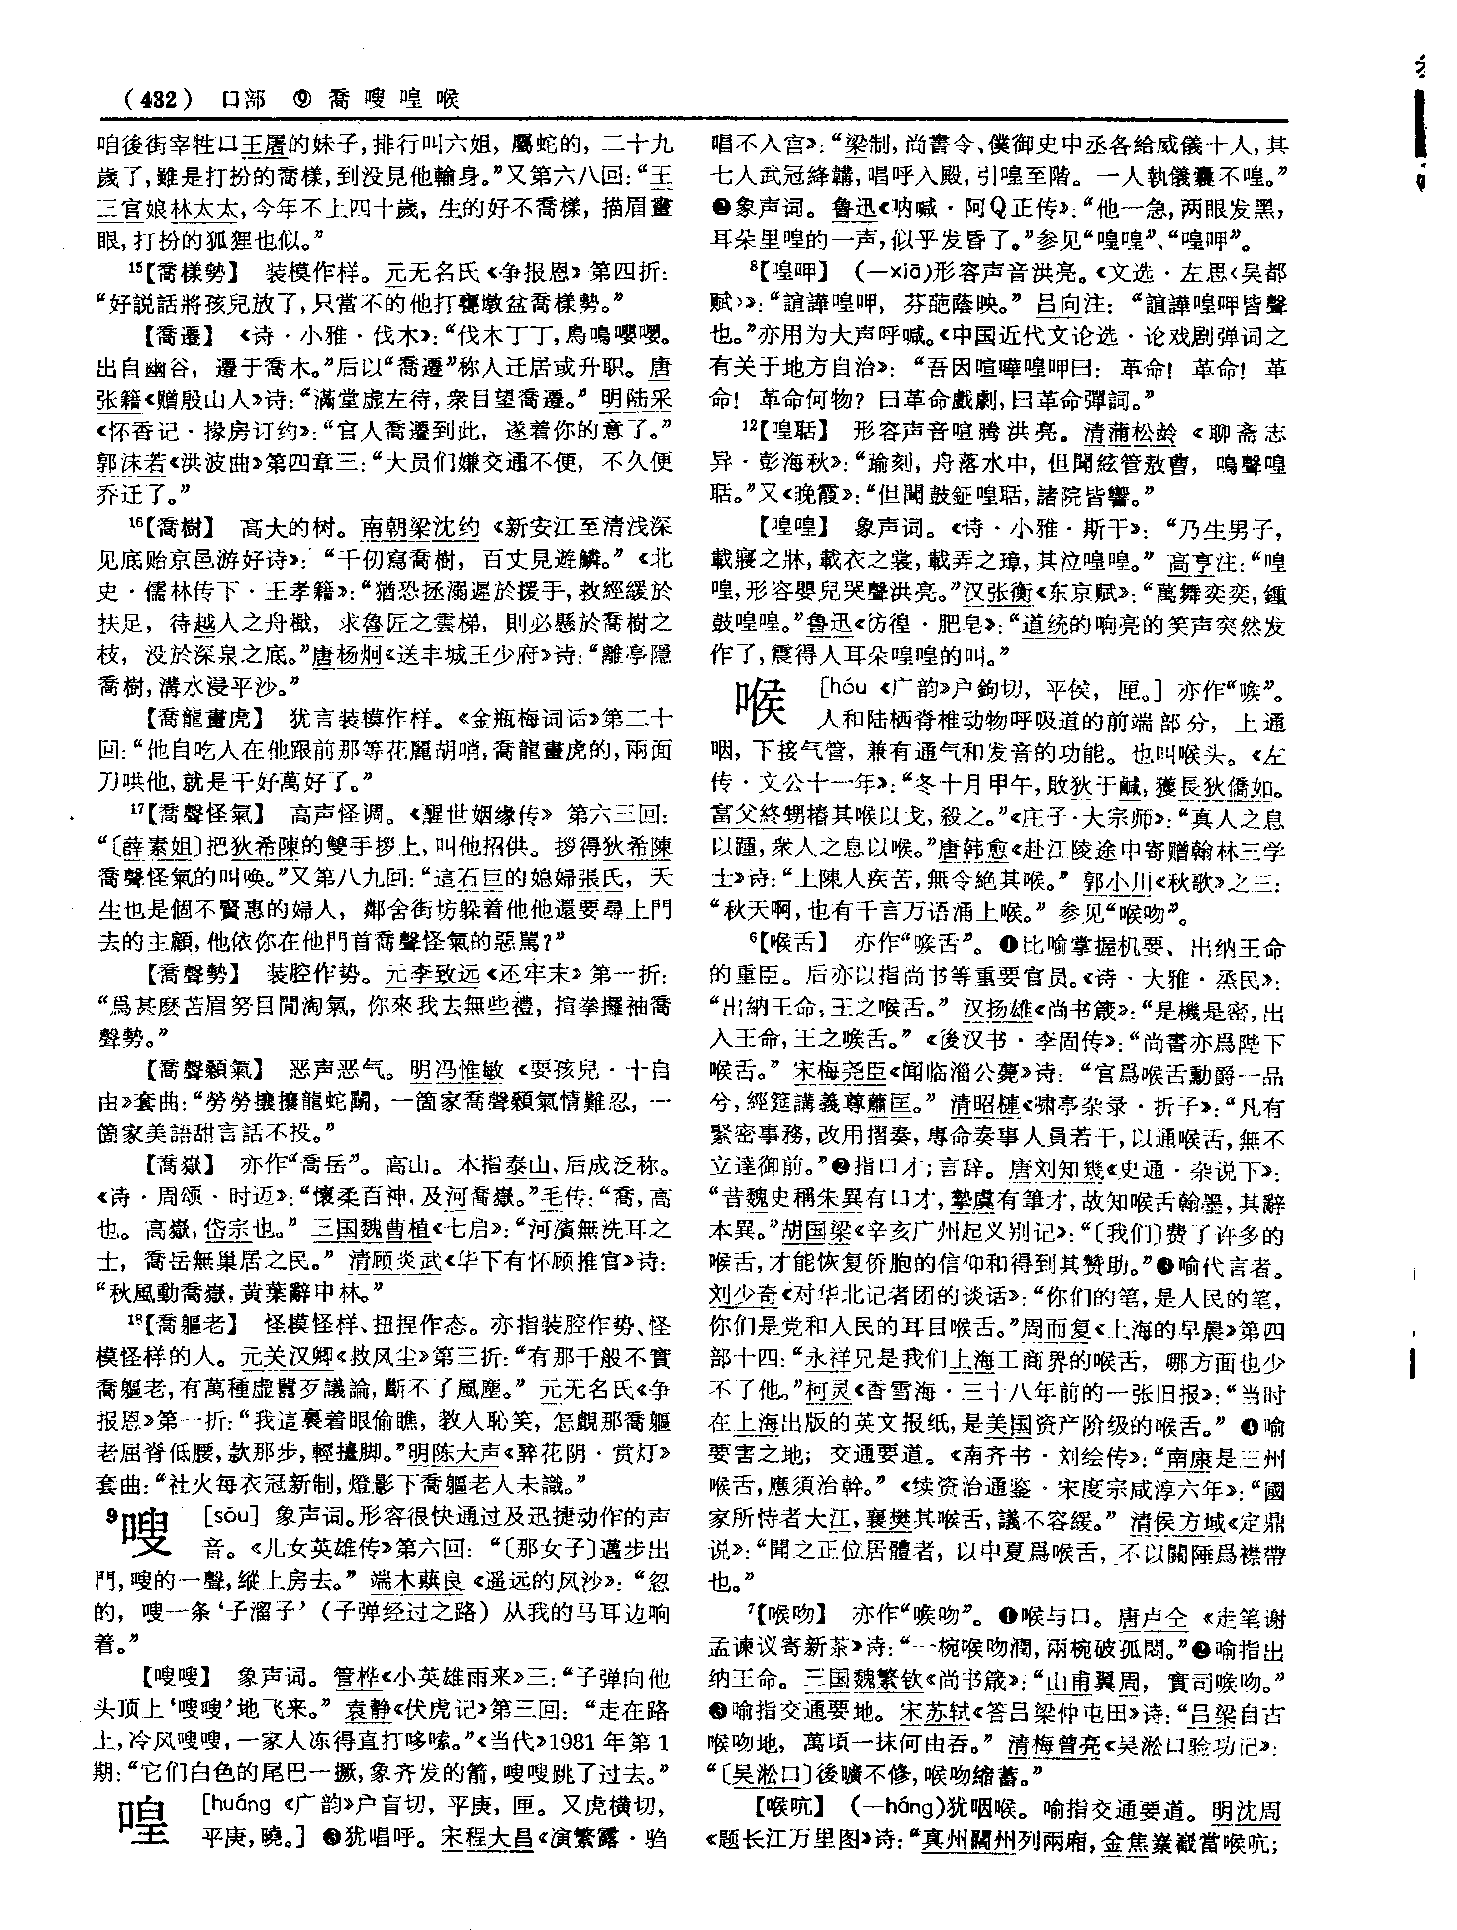 (432) 口部 ⑨ 喬嗖喤喉
咱後街宰牲口王屠的妹子,排行叫六姐，屬蛇的，二十九
歲了,雖是打扮的喬樣,到没見他輸身。”又第六八回:“王
三官娘林太太,今年不上四十歲，生的好不喬樣，描眉畫
眼,打扮的狐狸也似。”
15【喬樣勢】 装模作样。元无名氏《争报恩》第四折:
“好説話將孩兒放了,只當不的他打甕墩盆喬樣勢。”
【喬遷】 《诗·小雅·伐木》:“伐木丁丁,鳥鳴嚶嚶。
出自幽谷，遷于喬木。”后以“喬遷”称人迁居或升职。唐
张籍《赠殷山人》诗:“滿堂虚左待,衆目望喬遷。”明陆采
《怀香记·掾房订约》:“官人喬遷到此，遂着你的意了。”
郭沫若《洪波曲》第四章三:“大员们嫌交通不便，不久便
乔迁了。”
16【喬樹】 高大的树。南朝梁沈约《新安江至清浅深
见底贻京邑游好诗》:“千仞寫喬樹，百丈見遊鱗。”《北
史·儒林传下·王孝籍》:“猶恐拯溺遲於援手,救經緩於
扶足，待越人之舟檝，求魯匠之雲梯，則必懸於喬樹之
枝，没於深泉之底。”唐杨炯《送丰城王少府》诗:“離亭隱
喬樹,溝水浸平沙。”
【喬龍畫虎】 犹言装模作样。《金瓶梅词话》第二十
回:“他自吃人在他跟前那等花麗胡哨,喬龍畫虎的,兩面
刀哄他,就是千好萬好了。”
17【喬聲怪氣】 高声怪调。《醒世姻缘传》第六三回:
“〔薛素姐〕把狄希陳的雙手拶上,叫他招供。拶得狄希陳
喬聲怪氣的叫唤。”又第八九回:“這石巨的媳婦張氏，天
生也是個不賢惠的婦人，鄰舍街坊躲着他他還要尋上門
去的主顧,他依你在他門首喬聲怪氣的惡駡?”
【喬聲勢】 装腔作势。元李致远《还牢末》第一折:
“爲甚麽苦眉努目閒淘氣，你來我去無些禮，揎拳攞袖喬
聲勢。”
【喬聲顙氣】 恶声恶气。明冯惟敏《耍孩兒·十自
由》套曲:“勞勞攘攘龍蛇鬭，一箇家喬聲顙氣情難忍，一
箇家美語甜言話不投。”
【喬嶽】 亦作“喬岳”。高山。本指泰山,后成泛称。
《诗·周颂·时迈》:“懷柔百神,及河喬嶽。”毛传:“喬,高
也。高嶽,岱宗也。”三国魏曹植《七启》:“河濱無洗耳之
士，喬岳無巢居之民。”清顾炎武《华下有怀顾推官》诗:
“秋風動喬嶽,黄葉辭中林。”
18【喬軀老】 怪模怪样、扭捏作态。亦指装腔作势、怪
模怪样的人。元关汉卿《救风尘》第三折:“有那千般不實
喬軀老,有萬種虚囂歹議論,斷不了風塵。”元无名氏《争
报恩》第一折:“我這裏着眼偷瞧，教人恥笑，怎覷那喬軀
老屈脊低腰,款那步,輕擡脚。”明陈大声《醉花阴·赏灯》
套曲:“社火每衣冠新制,燈影下喬軀老人未識。”
9嗖 [sōu] 象声词。形容很快通过及迅捷动作的声
音。《儿女英雄传》第六回:“〔那女子〕邁步出
門,嗖的一聲,縱上房去。”端木蕻良《遥远的风沙》:“忽
的，嗖一条‘子溜子’（子弹经过之路）从我的马耳边响
着。”
【嗖嗖】 象声词。管桦《小英雄雨来》三:“子弹向他
头顶上‘嗖嗖’地飞来。”袁静《伏虎记》第三回:“走在路
上,冷风嗖嗖,一家人冻得直打哆嗦。”《当代》1981年第1
期:“它们白色的尾巴一撅,象齐发的箭,嗖嗖跳了过去。”
喤 [huáng《广韵》户盲切，平庚，匣。又虎横切，
平庚,曉。] ❸犹唱呼。宋程大昌《演繁露·驺
唱不入宫》:“梁制,尚書令、僕御史中丞各給威儀十人,其
七人武冠絳韝,唱呼入殿,引喤至階。一人執儀囊不喤。”
❷象声词。鲁迅《呐喊·阿Q正传》:“他一急,两眼发黑,
耳朵里喤的一声,似乎发昏了。”参见“喤喤”、“喤呷”。
8【喤呷】 (—xiā)形容声音洪亮。《文选·左思〈吴都
赋〉》:“諠譁喤呷，芬葩蔭映。”吕向注:“諠譁喤呷皆聲
也。”亦用为大声呼喊。《中国近代文论选·论戏剧弹词之
有关于地方自治》:“吾因喧嘩喤呷曰:革命! 革命! 革
命! 革命何物? 曰革命戲劇,曰革命彈詞。”
12【喤聒】 形容声音喧腾洪亮。清蒲松龄《聊斋志
异·彭海秋》:“踰刻，舟落水中，但聞絃管敖曹，鳴聲喤
聒。”又《晚霞》:“但聞鼓鉦喤聒,諸院皆響。”
【喤喤】 象声词。《诗·小雅·斯干》:“乃生男子，
載寢之牀,載衣之裳,載弄之璋,其泣喤喤。”高亨注:“喤
喤,形容嬰兒哭聲洪亮。”汉张衡《东京赋》:“萬舞奕奕,鍾
鼓喤喤。”鲁迅《彷徨·肥皂》:“道统的响亮的笑声突然发
作了,震得人耳朵喤喤的叫。”
喉 [hóu《广韵》户鉤切，平侯，匣。] 亦作“㗋”。
人和陆栖脊椎动物呼吸道的前端部分，上通
咽，下接气管，兼有通气和发音的功能。也叫喉头。《左
传·文公十一年》:“冬十月甲午,敗狄于鹹,獲長狄僑如。
富父終甥摏其喉以戈,殺之。”《庄子·大宗师》:“真人之息
以踵,衆人之息以喉。”唐韩愈《赴江陵途中寄赠翰林三学
士》诗:“上陳人疾苦,無令絶其喉。”郭小川《秋歌》之三:
“秋天啊,也有千言万语涌上喉。”参见“喉吻”。
6【喉舌】 亦作“㗋舌”。❶比喻掌握机要、出纳王命
的重臣。后亦以指尚书等重要官员。《诗·大雅·烝民》:
“出納王命,王之喉舌。”汉扬雄《尚书箴》:“是機是密,出
入王命,王之㗋舌。”《後汉书·李固传》:“尚書亦爲陛下
喉舌。”宋梅尧臣《闻临淄公薨》诗:“官爲喉舌勳爵一品
兮,經筵講義尊蕭匡。”清昭槤《啸亭杂录·折子》:“凡有
緊密事務,改用摺奏,專命奏事人員若干,以通喉舌,無不
立達御前。”❷指口才;言辞。唐刘知幾《史通·杂说下》:
“昔魏史稱朱異有口才,摯虞有筆才,故知喉舌翰墨,其辭
本異。”胡国梁《辛亥广州起义别记》:“〔我们〕费了许多的
喉舌,才能恢复侨胞的信仰和得到其赞助。”❸喻代言者。
刘少奇《对华北记者团的谈话》:“你们的笔,是人民的笔,
你们是党和人民的耳目喉舌。”周而复《上海的早晨》第四
部十四:“永祥兄是我们上海工商界的喉舌，哪方面也少
不了他。”柯灵《香雪海·三十八年前的一张旧报》:“当时
在上海出版的英文报纸,是美国资产阶级的喉舌。”❹喻
要害之地；交通要道。《南齐书·刘绘传》:“南康是三州
喉舌,應須治幹。”《续资治通鉴·宋度宗咸淳六年》:“國
家所恃者大江,襄樊其喉舌,議不容緩。”清侯方域《定鼎
说》:“聞之正位居體者，以中夏爲喉舌，不以關陲爲襟帶
也。”
7【喉吻】 亦作“㗋吻”。❶喉与口。唐卢仝《走笔谢
孟谏议寄新茶》诗:“一椀喉吻潤,兩椀破孤悶。”❷喻指出
纳王命。三国魏繁钦《尚书箴》:“山甫翼周，實司㗋吻。”
❸喻指交通要地。宋苏轼《答吕梁仲屯田》诗:“吕梁自古
喉吻地，萬頃一抹何由吞。”清梅曾亮《吴淞口验功记》:
“〔吴淞口〕後曠不修,喉吻縮蓄。”
【喉吭】 (—háng)犹咽喉。喻指交通要道。明沈周
《题长江万里图》诗:“真州闊州列兩廂,金焦嶪嶻當喉吭;